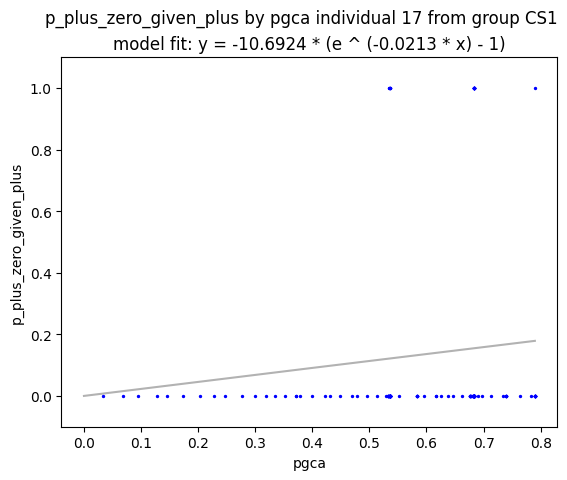 p_plus_zero_given_plus by pgca individual 17 from group CS1
model fit: y = -10.6924 * (e ^ (-0.0213 * x) - 1)
1.0
0.8
0.6
0.4
0.2
0.0
p_plus_zero_given_plus
0.0 0.1 0.2 0.3 0.4 0.5 0.6 0.7 0.8
pgca